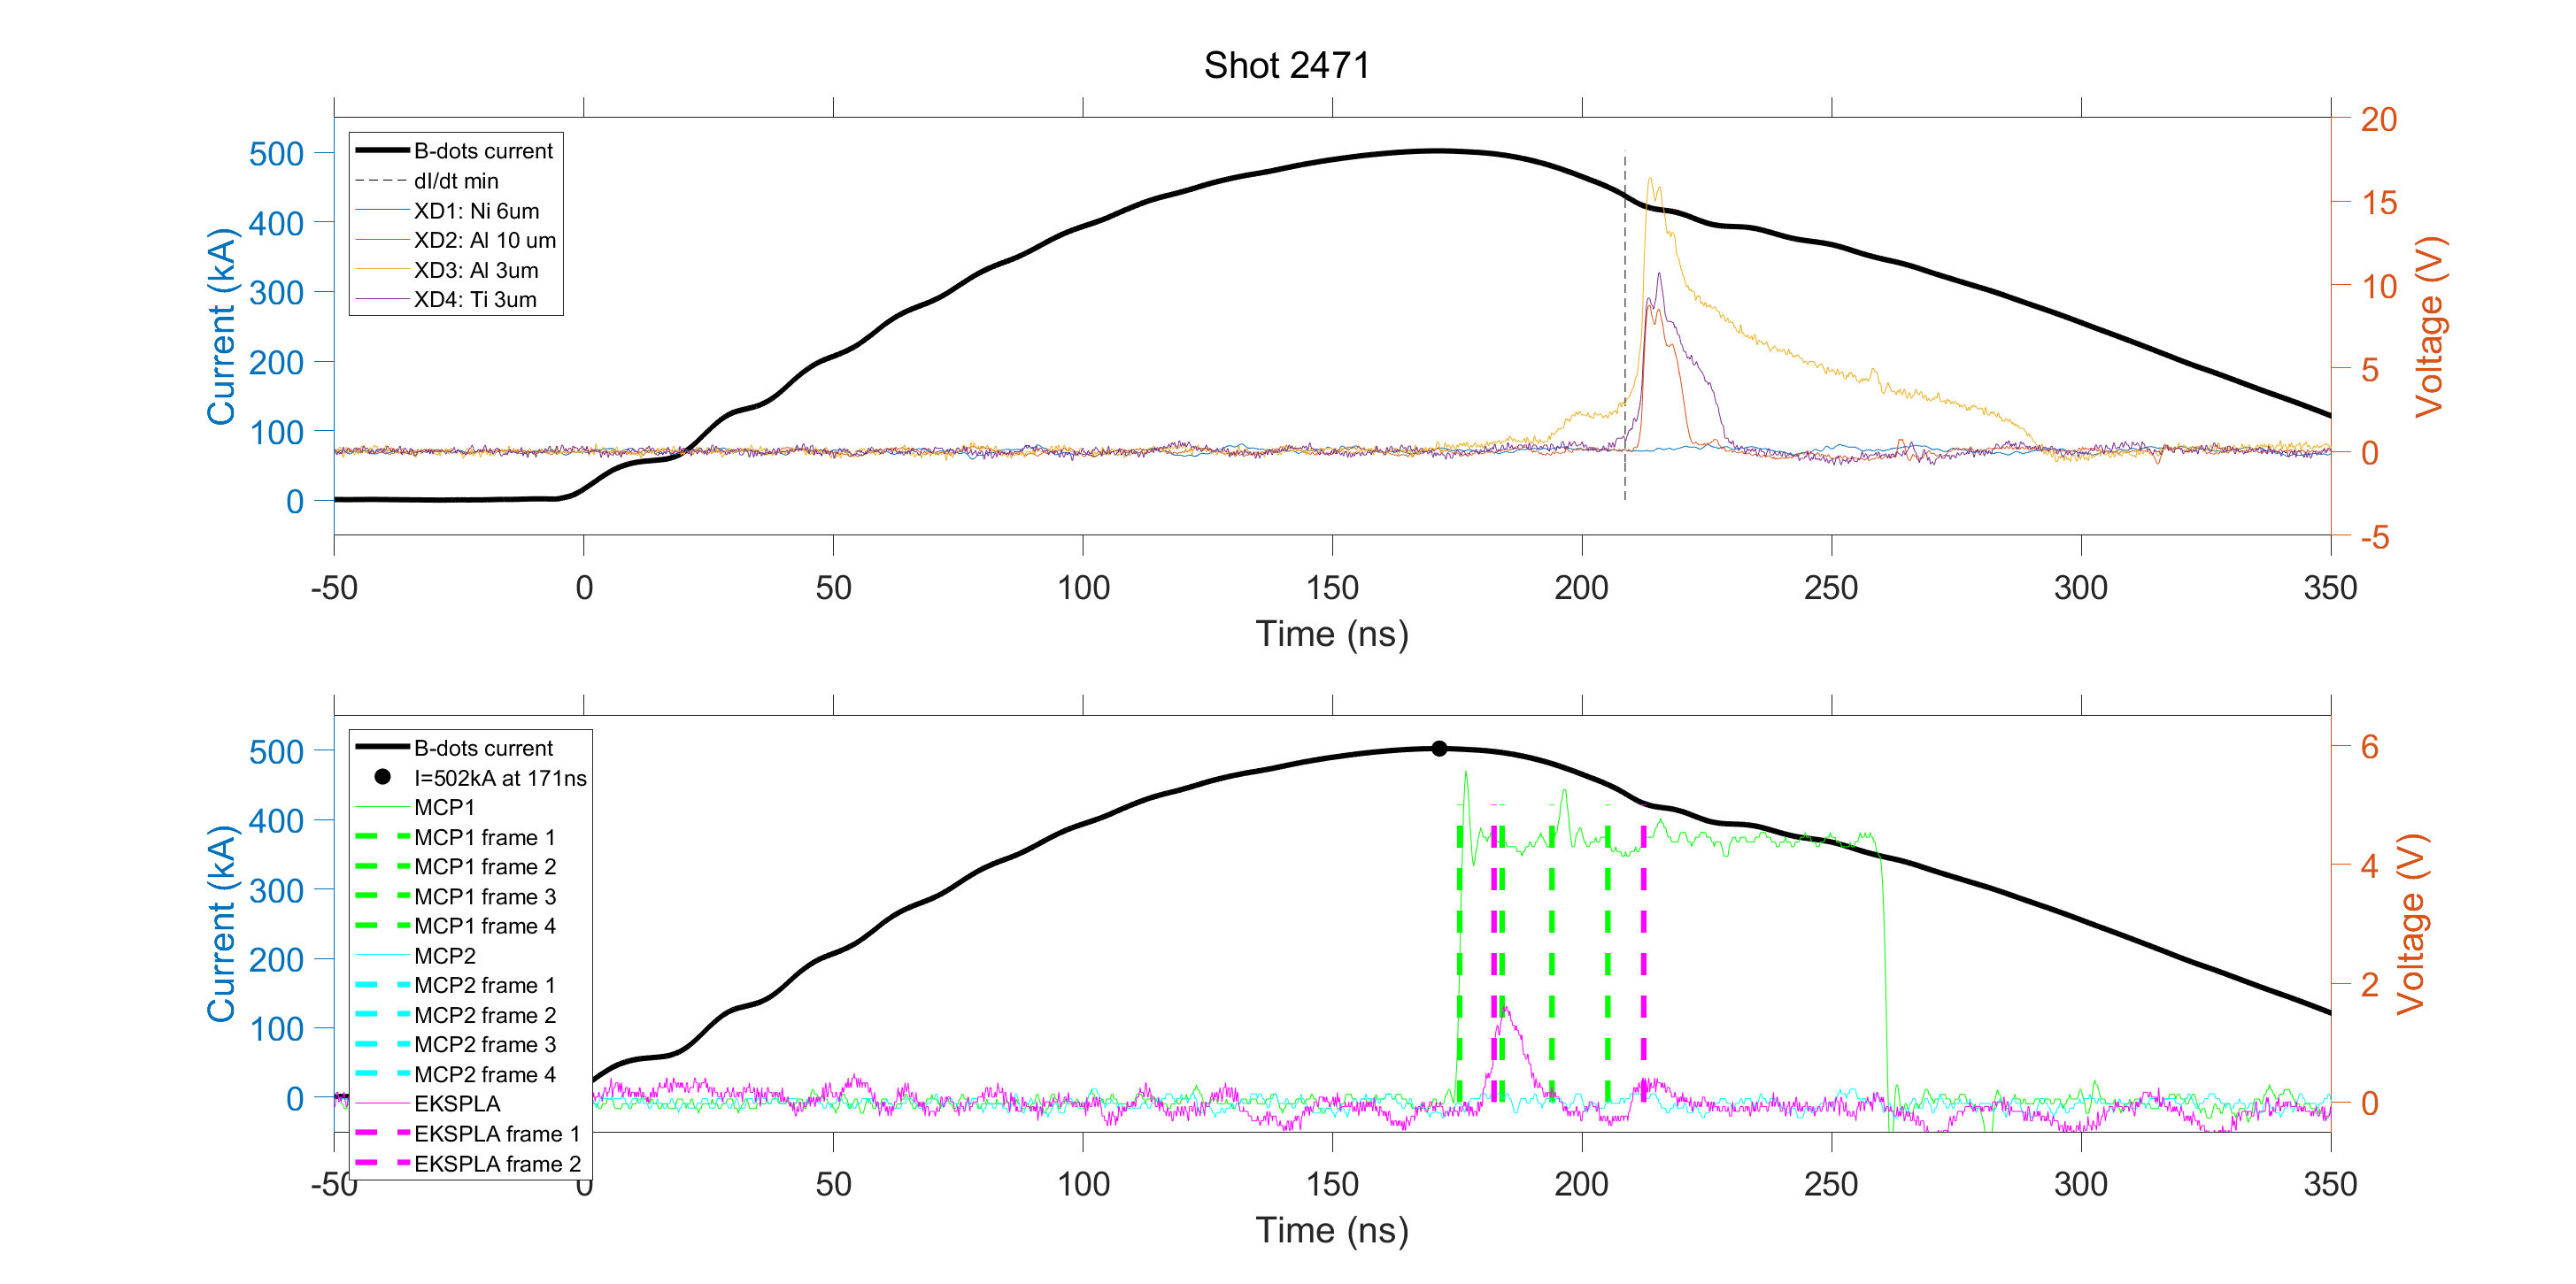 Shot 2471
500
400
300
200
100
0
Current (kA)
B-dots current
dI/dt min
XD1: Ni 6um
XD2: Al 10 um
XD3: Al 3um
XD4: Ti 3um
20
15
10
5
0
-5
Voltage (V)
-50 0 50 100 150 200 250 300 350
Time (ns)
500
400
300
200
100
0
Current (kA)
B-dots current
I=502kA at 171ns
MCP1
MCP1 frame 1
MCP1 frame 2
MCP1 frame 3
MCP1 frame 4
MCP2
MCP2 frame 1
MCP2 frame 2
MCP2 frame 3
MCP2 frame 4
EKSPLA
EKSPLA frame 1
EKSPLA frame 2
6
4
2
0
Voltage (V)
-50 0 50 100 150 200 250 300 350
Time (ns)